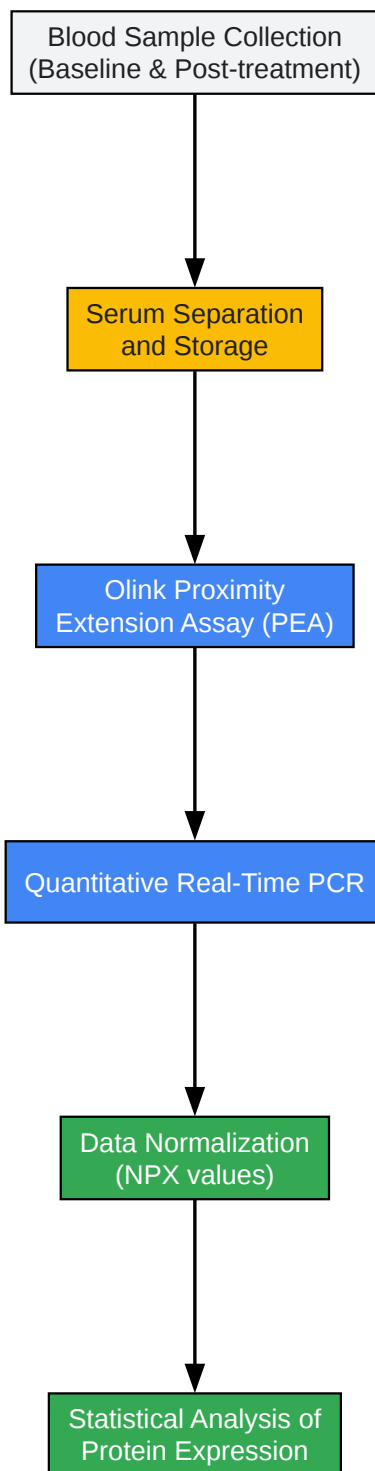 Blood Sample Collection
(Baseline & Post-treatment)
Serum Separation
and Storage
Olink Proximity
Extension Assay (PEA)
Quantitative Real-Time PCR
Data Normalization
(NPX values)
Statistical Analysis of
Protein Expression